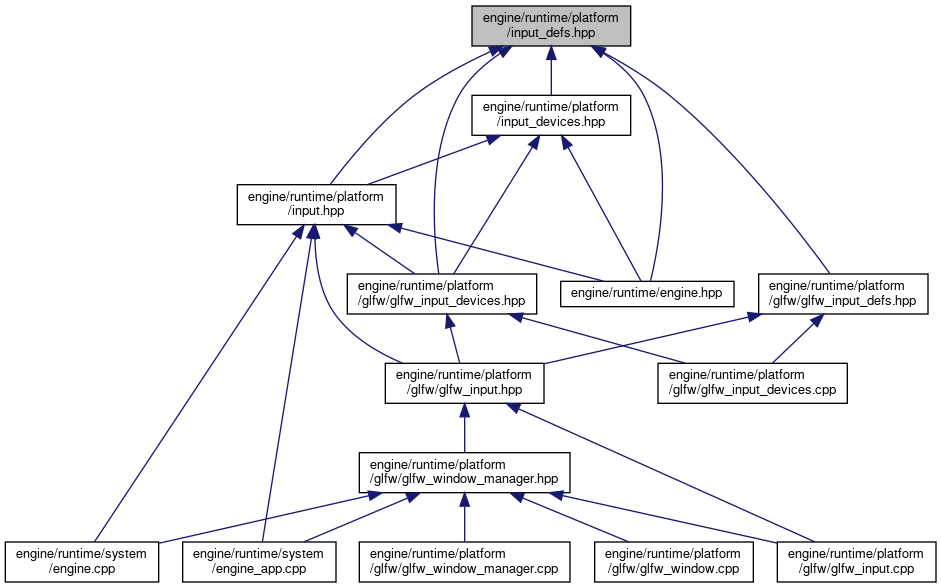 engine/runtime/platform
/input_defs.hpp
engine/runtime/platform
/input_devices.hpp
engine/runtime/platform
/input.hpp
engine/runtime/platform
/glfw/glfw_input_devices.hpp
engine/runtime/engine.hpp
engine/runtime/platform
/glfw/glfw_input_defs.hpp
engine/runtime/platform
/glfw/glfw_input.hpp
engine/runtime/platform
/glfw/glfw_input_devices.cpp
engine/runtime/platform
/glfw/glfw_window_manager.hpp
engine/runtime/system
/engine.cpp
engine/runtime/system
/engine_app.cpp
engine/runtime/platform
/glfw/glfw_window_manager.cpp
engine/runtime/platform
/glfw/glfw_window.cpp
engine/runtime/platform
/glfw/glfw_input.cpp